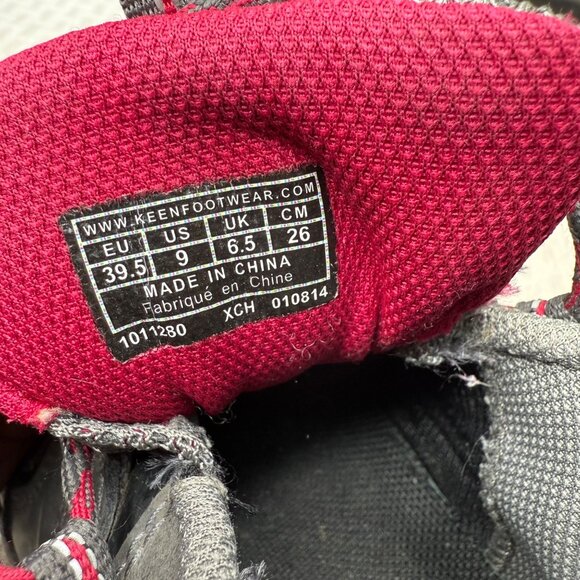 WWW.KEENFOOTWEAR.COM
EU US UK CM
39.5 9 6.5 26
MADE IN CHINA
Fabriqué en Chine
1011280 XCH 010814